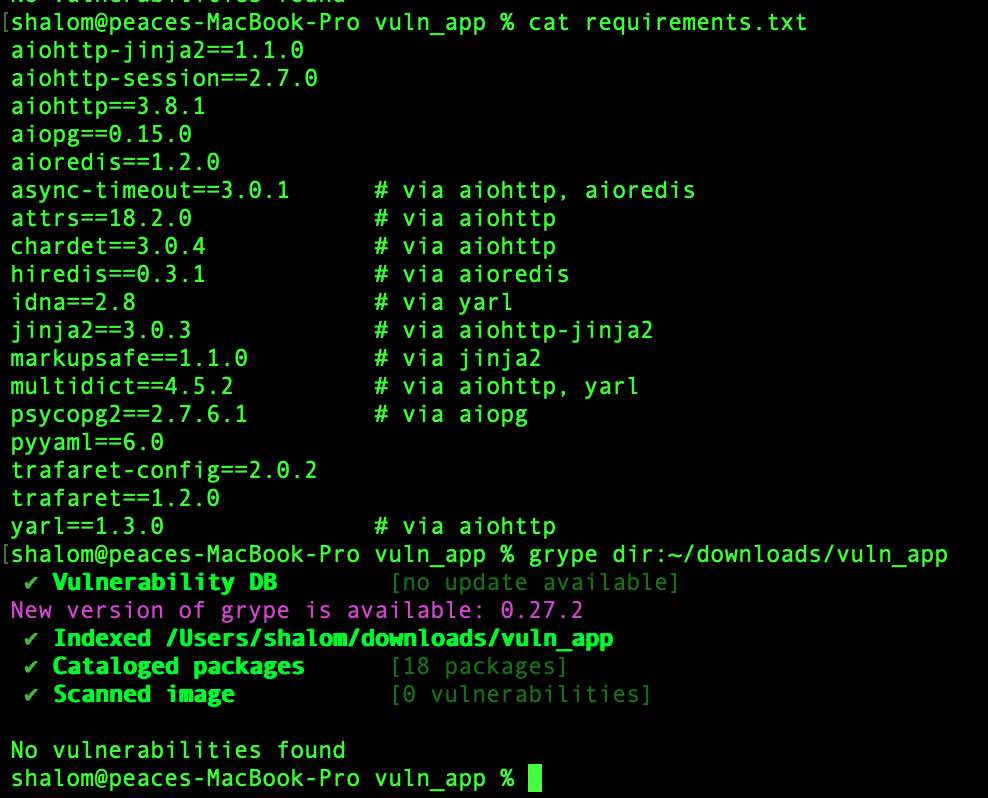 No vulnerabilities found
[shalom@peaces-MacBook-Pro vuln_app % cat requirements.txt
aiohttp-jinja2==1.1.0
aiohttp-session==2.7.0
aiohttp==3.8.1
aiopg==0.15.0
aioredis==1.2.0
async-timeout==3.0.1      # via aiohttp, aioredis
attrs==18.2.0             # via aiohttp
chardet==3.0.4            # via aiohttp
hiredis==0.3.1            # via aioredis
idna==2.8                 # via yarl
jinja2==3.0.3             # via aiohttp-jinja2
markupsafe==1.1.0         # via jinja2
multidict==4.5.2          # via aiohttp, yarl
psycopg2==2.7.6.1         # via aiopg
pyyaml==6.0
trafaret-config==2.0.2
trafaret==1.2.0
yarl==1.3.0               # via aiohttp
[shalom@peaces-MacBook-Pro vuln_app % grype dir:~/downloads/vuln_app
 ✔ Vulnerability DB        [no update available]
New version of grype is available: 0.27.2
 ✔ Indexed /Users/shalom/downloads/vuln_app
 ✔ Cataloged packages      [18 packages]
 ✔ Scanned image           [0 vulnerabilities]
No vulnerabilities found
shalom@peaces-MacBook-Pro vuln_app %